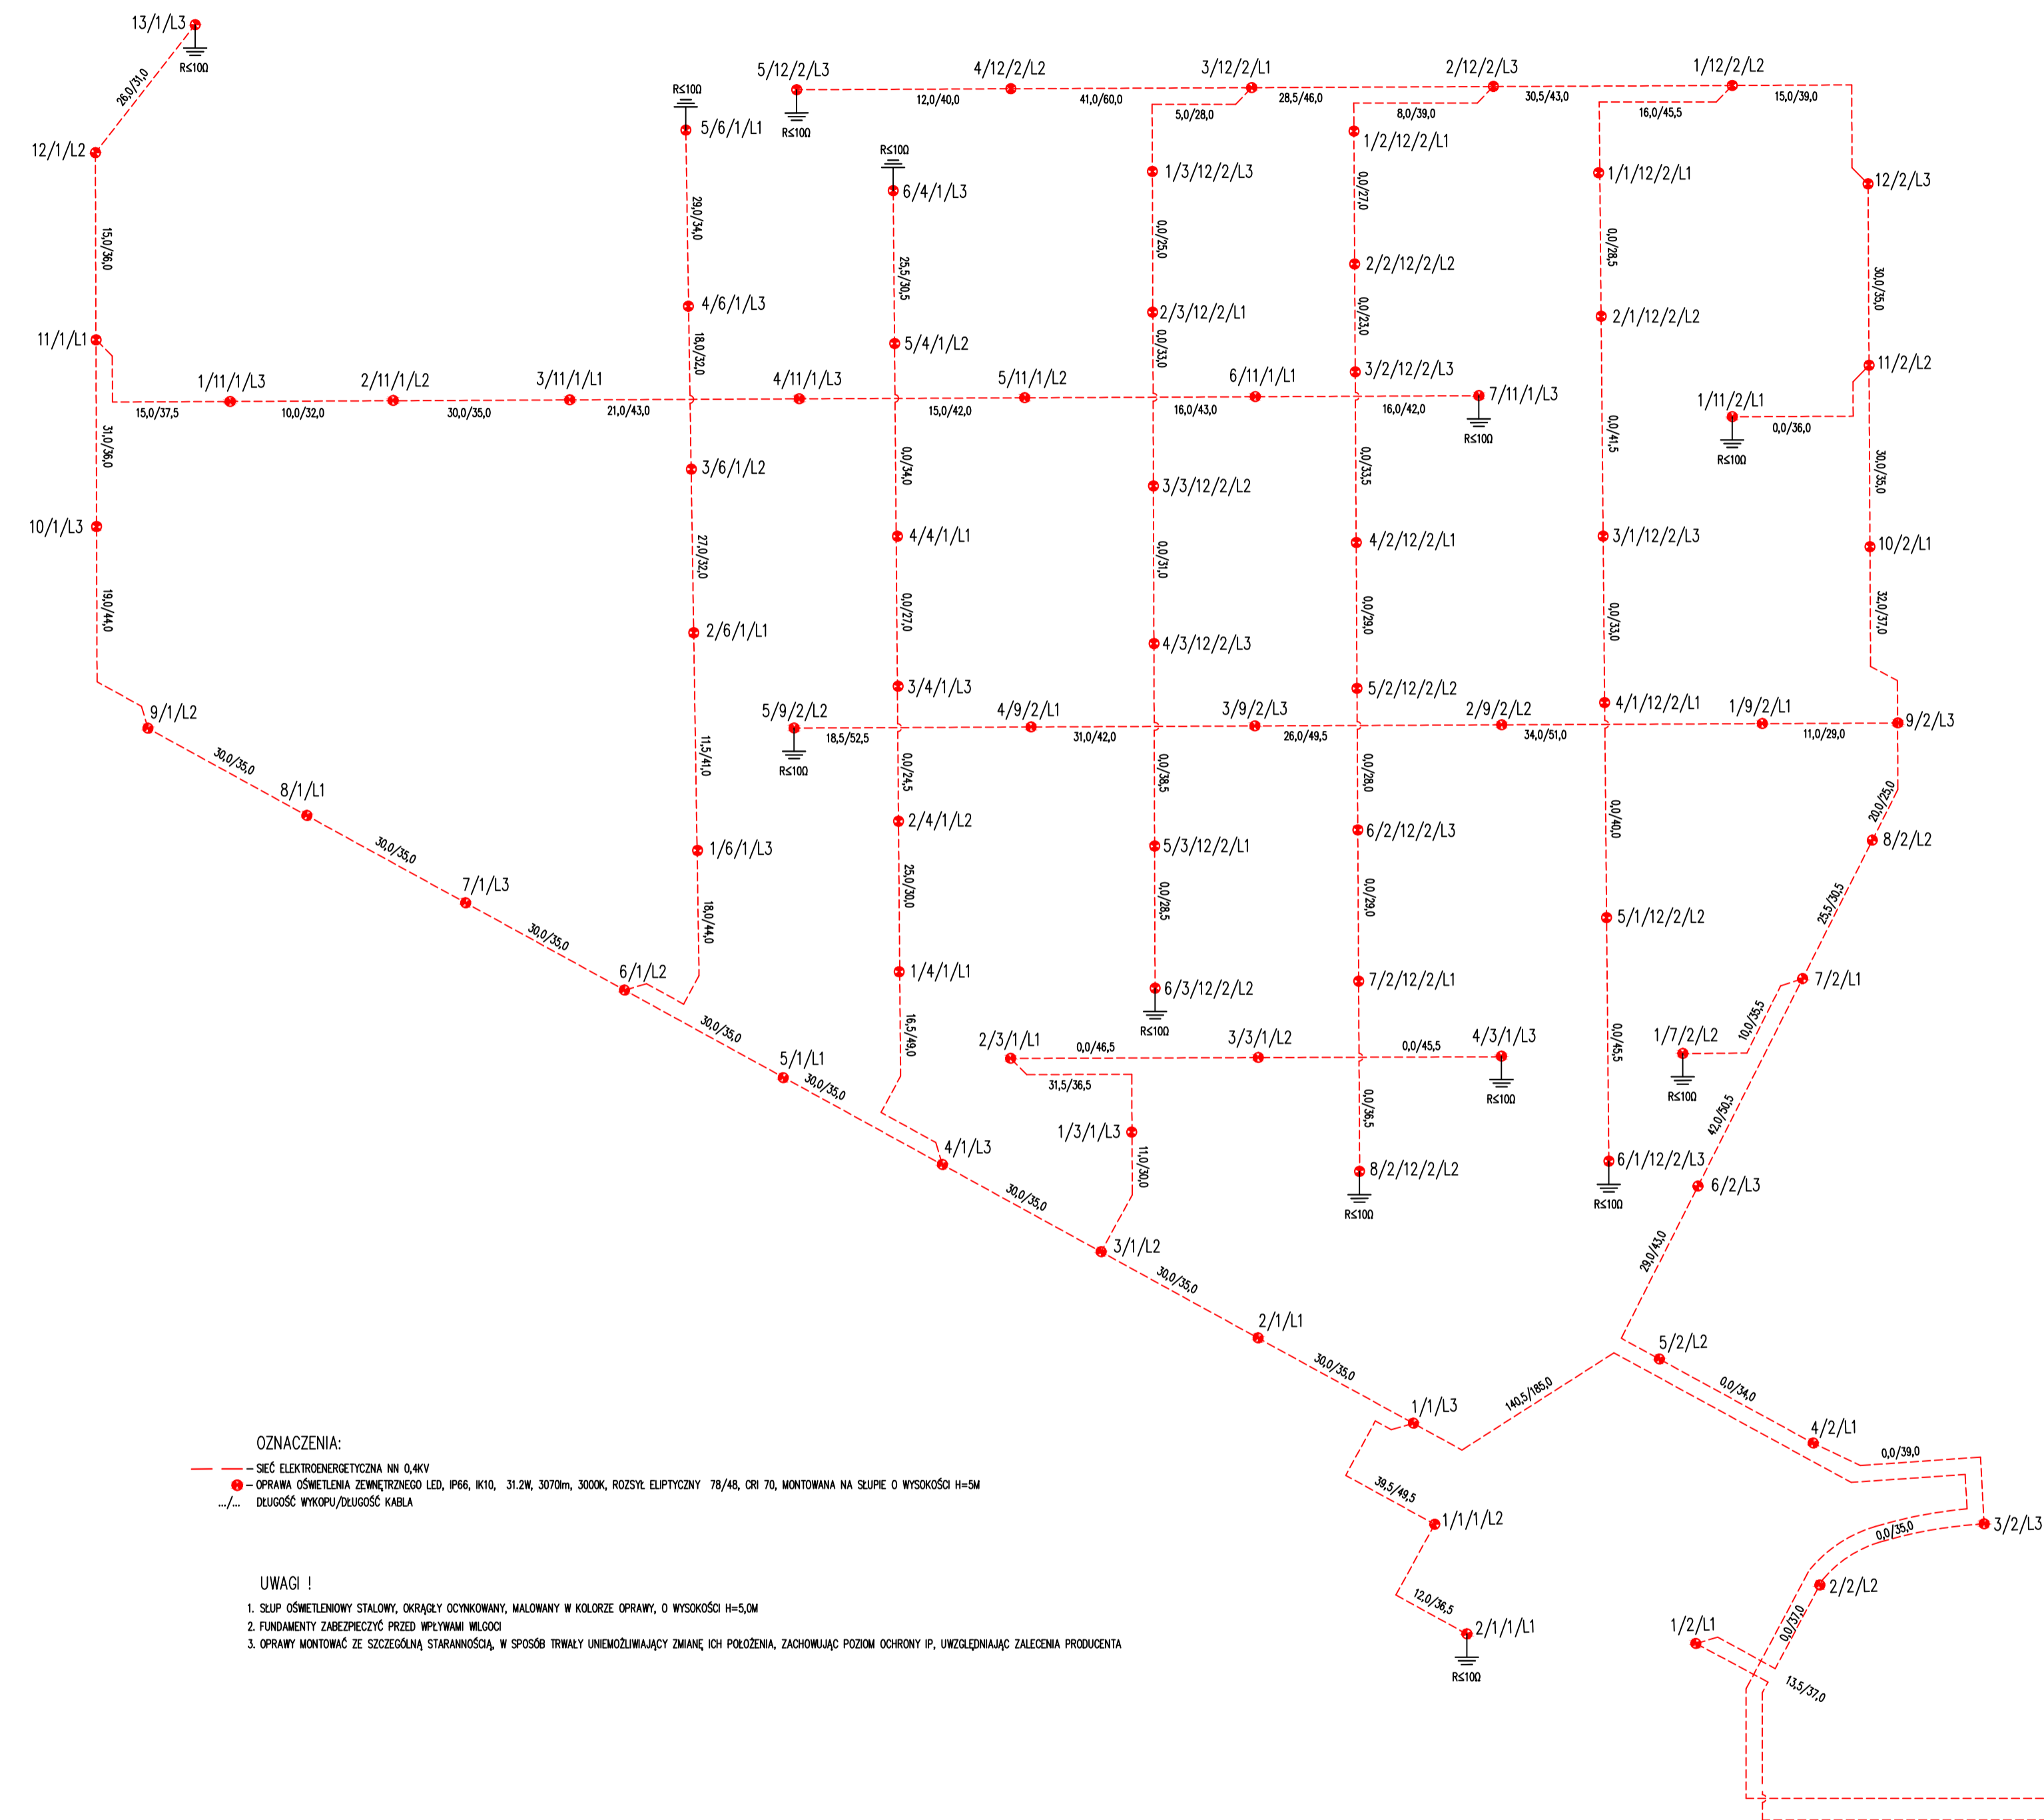 13/1/L3
R≤10Ω
26,0/31,0
12/1/L2
15,0/36,0
11/1/L1
31,0/36,0
10/1/L3
19,0/44,0
9/1/L2
30,0/35,0
8/1/L1
30,0/35,0
7/1/L3
30,0/35,0
6/1/L2
30,0/35,0
5/1/L1
30,0/35,0
4/1/L3
30,0/35,0
3/1/L2
30,0/35,0
2/1/L1
30,0/35,0
1/1/L3
140,5/185,0
39,5/49,5
1/1/1/L2
12,0/36,5
2/1/1/L1
R≤10Ω
1/11/1/L3
15,0/37,5
2/11/1/L2
10,0/32,0
3/11/1/L1
30,0/35,0
4/11/1/L3
21,0/43,0
5/11/1/L2
15,0/42,0
6/11/1/L1
16,0/43,0
7/11/1/L3
16,0/42,0
R≤10Ω
R≤10Ω
5/6/1/L1
29,0/34,0
4/6/1/L3
18,0/32,0
3/6/1/L2
27,0/32,0
2/6/1/L1
11,5/41,0
1/6/1/L3
18,0/44,0
R≤10Ω
6/4/1/L3
25,5/30,5
5/4/1/L2
0,0/34,0
4/4/1/L1
0,0/27,0
3/4/1/L3
0,0/24,5
2/4/1/L2
25,0/30,0
1/4/1/L1
16,5/49,0
5/12/2/L3
R≤10Ω
12,0/40,0
4/12/2/L2
41,0/60,0
3/12/2/L1
28,5/46,0
2/12/2/L3
30,5/43,0
1/12/2/L2
15,0/39,0
5,0/28,0
8,0/39,0
16,0/45,5
1/3/12/2/L3
0,0/25,0
2/3/12/2/L1
0,0/33,0
3/3/12/2/L2
0,0/31,0
4/3/12/2/L3
0,0/38,5
5/3/12/2/L1
0,0/28,5
6/3/12/2/L2
R≤10Ω
1/2/12/2/L1
0,0/27,0
2/2/12/2/L2
0,0/23,0
3/2/12/2/L3
0,0/33,5
4/2/12/2/L1
0,0/29,0
5/2/12/2/L2
0,0/28,0
6/2/12/2/L3
0,0/29,0
7/2/12/2/L1
0,0/36,5
8/2/12/2/L2
R≤10Ω
1/1/12/2/L1
0,0/28,5
2/1/12/2/L2
0,0/41,5
3/1/12/2/L3
0,0/33,0
4/1/12/2/L1
0,0/40,0
5/1/12/2/L2
0,0/45,5
6/1/12/2/L3
R≤10Ω
12/2/L3
30,0/35,0
11/2/L2
1/11/2/L1
0,0/36,0
R≤10Ω
30,0/35,0
10/2/L1
32,0/37,0
9/2/L3
5/9/2/L2
R≤10Ω
18,5/52,5
4/9/2/L1
31,0/42,0
3/9/2/L3
26,0/49,5
2/9/2/L2
34,0/51,0
1/9/2/L1
11,0/29,0
20,0/25,0
8/2/L2
25,5/30,5
7/2/L1
1/7/2/L2
10,0/35,5
R≤10Ω
42,0/50,5
6/2/L3
29,0/43,0
5/2/L2
0,0/34,0
4/2/L1
0,0/39,0
3/2/L3
0,0/35,0
2/2/L2
0,0/37,0
1/2/L1
13,5/37,0
2/3/1/L1
0,0/46,5
3/3/1/L2
0,0/45,5
4/3/1/L3
R≤10Ω
31,5/36,5
1/3/1/L3
11,0/30,0
OZNACZENIA:
– SIEĆ ELEKTROENERGETYCZNA NN 0,4KV
– OPRAWA OŚWIETLENIA ZEWNĘTRZNEGO LED, IP66, IK10, 31.2W, 3070lm, 3000K, ROZSYŁ ELIPTYCZNY 78/48, CRI 70, MONTOWANA NA SŁUPIE O WYSOKOŚCI H=5M
.../... DŁUGOŚĆ WYKOPU/DŁUGOŚĆ KABLA
UWAGI !
1. SŁUP OŚWIETLENIOWY STALOWY, OKRĄGŁY OCYNKOWANY, MALOWANY W KOLORZE OPRAWY, O WYSOKOŚCI H=5,0M
2. FUNDAMENTY ZABEZPIECZYĆ PRZED WPŁYWAMI WILGOCI
3. OPRAWY MONTOWAĆ ZE SZCZEGÓLNĄ STARANNOŚCIĄ, W SPOSÓB TRWAŁY UNIEMOŻLIWIAJĄCY ZMIANĘ ICH POŁOŻENIA, ZACHOWUJĄC POZIOM OCHRONY IP, UWZGLĘDNIAJĄC ZALECENIA PRODUCENTA